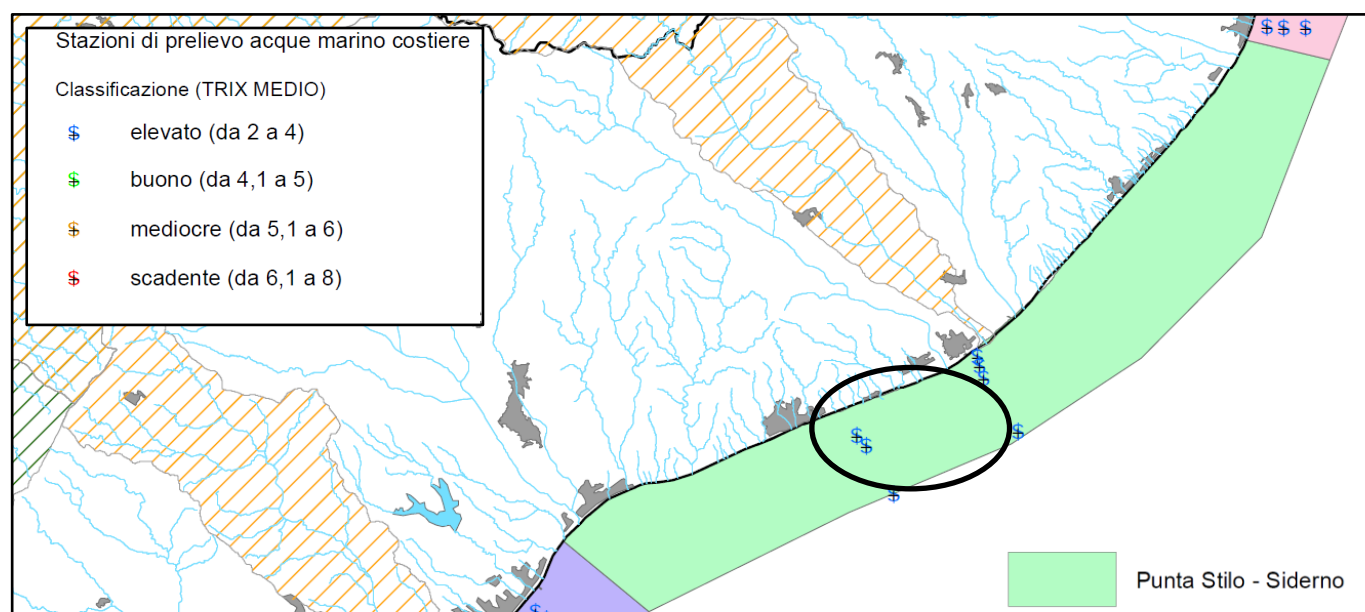 Stazioni di prelievo acque marino costiere
Classificazione (TRIX MEDIO)
elevato (da 2 a 4)
buono (da 4,1 a 5)
mediocre (da 5,1 a 6)
scadente (da 6,1 a 8)
Punta Stilo - Siderno